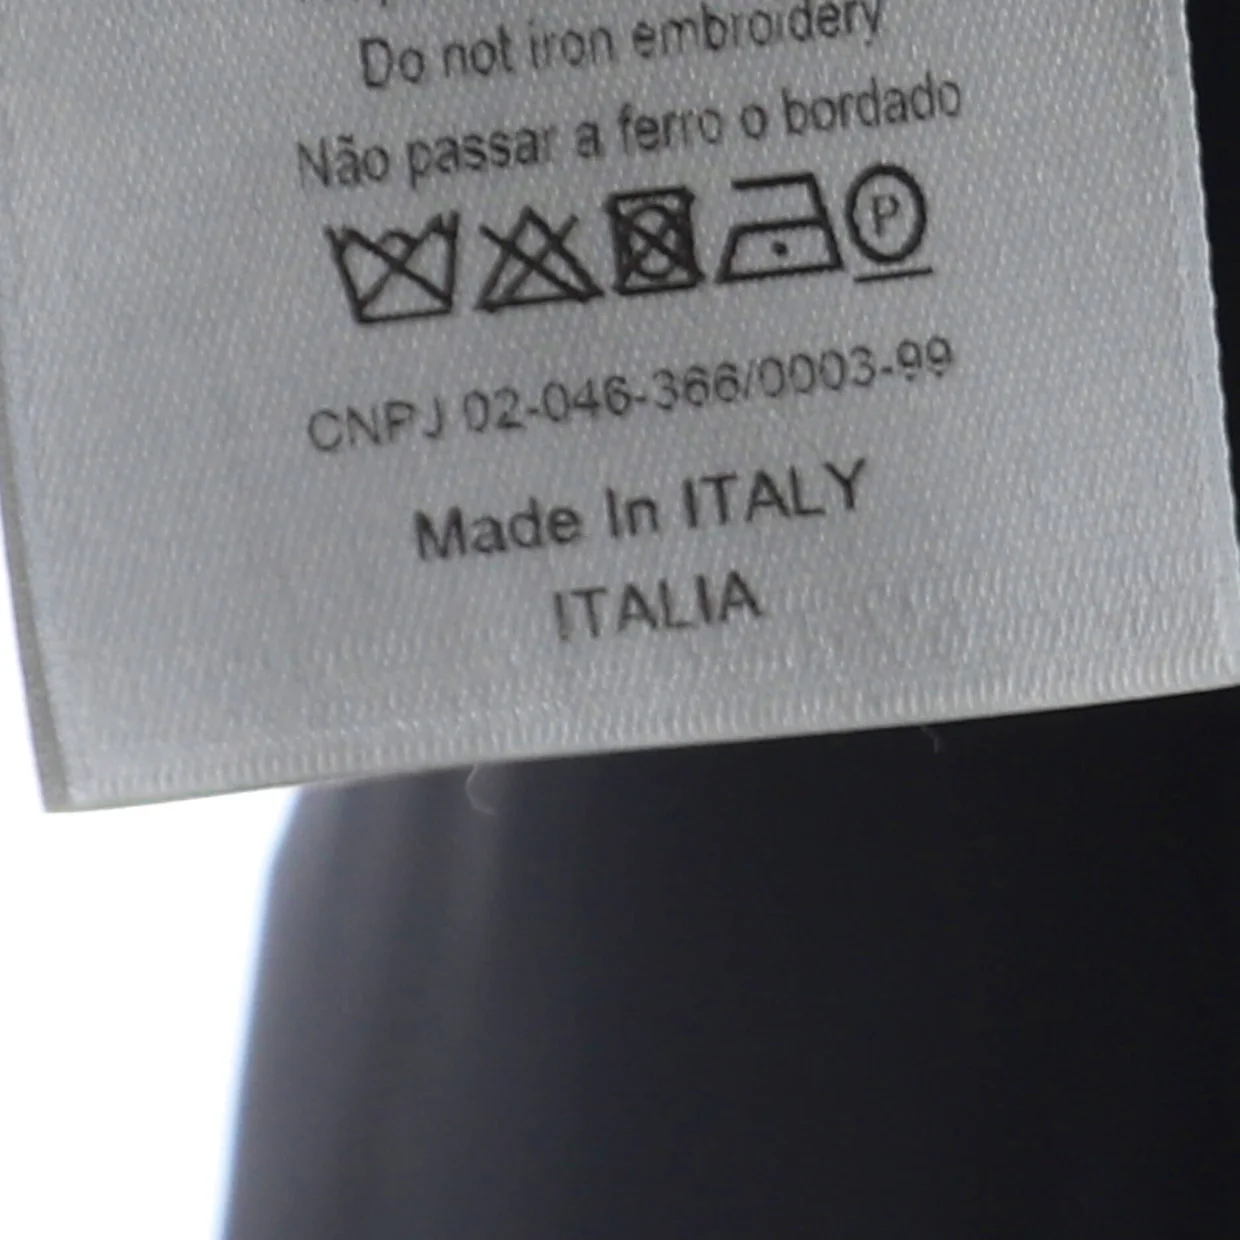 Do not iron embroidery
Não passar a ferro o bordado
P
CNPJ 02-046-366/0003-99
Made In ITALY
ITALIA